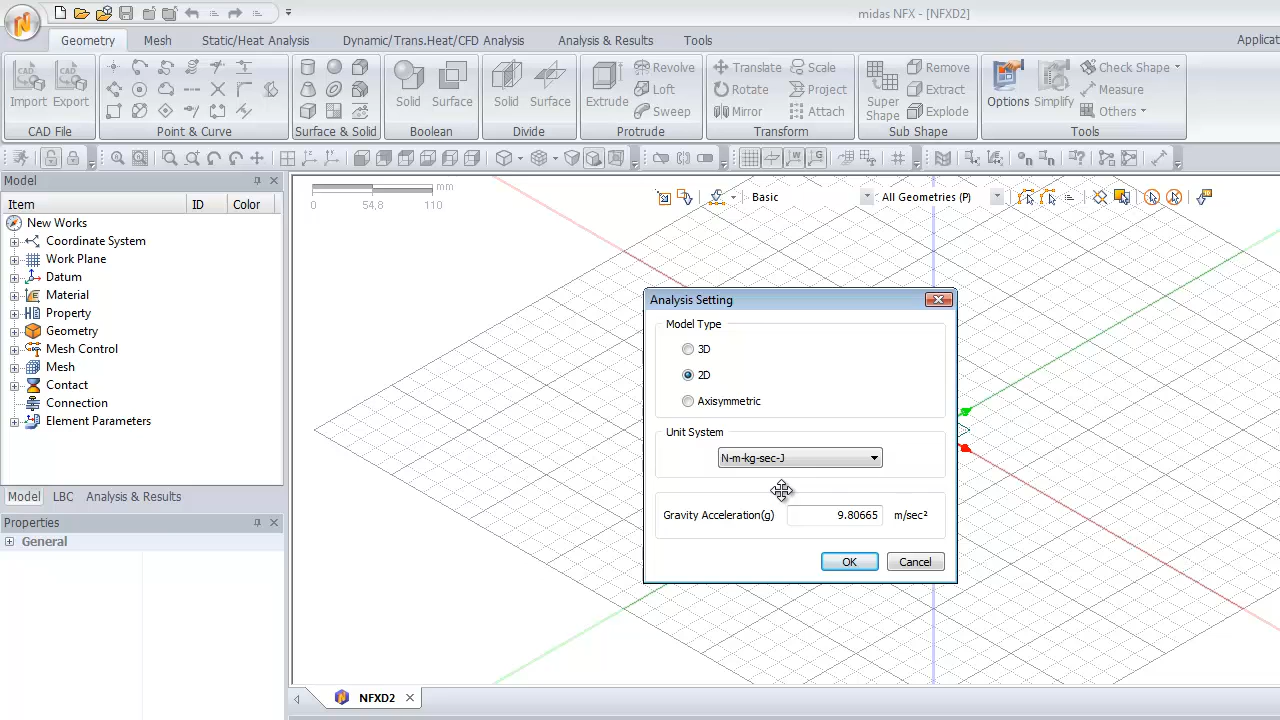 midas NFX - [NFXD2]
Geometry Mesh Static/Heat Analysis Dynamic/Trans.Heat/CFD Analysis Analysis & Results Tools Applicat
CAD CAD
Import Export
CAD File
Point & Curve
Surface & Solid
Solid Surface
Boolean
Solid Surface
Divide
Extrude
Revolve
Loft
Sweep
Protrude
Translate Scale
Rotate Project
Mirror Attach
Transform
Super
Shape
Remove
Extract
Explode
Sub Shape
Options Simplify
Check Shape
Measure
Others
Tools
Model
Item ID Color
New Works
Coordinate System
Work Plane
Datum
Material
Property
Geometry
Mesh Control
Mesh
Contact
Connection
Element Parameters
Model LBC Analysis & Results
Properties
General
mm
0 54,8 110
Basic All Geometries (P)
Analysis Setting
Model Type
3D
2D
Axisymmetric
Unit System
N-m-kg-sec-J
Gravity Acceleration(g) 9.80665 m/sec²
OK Cancel
NFXD2